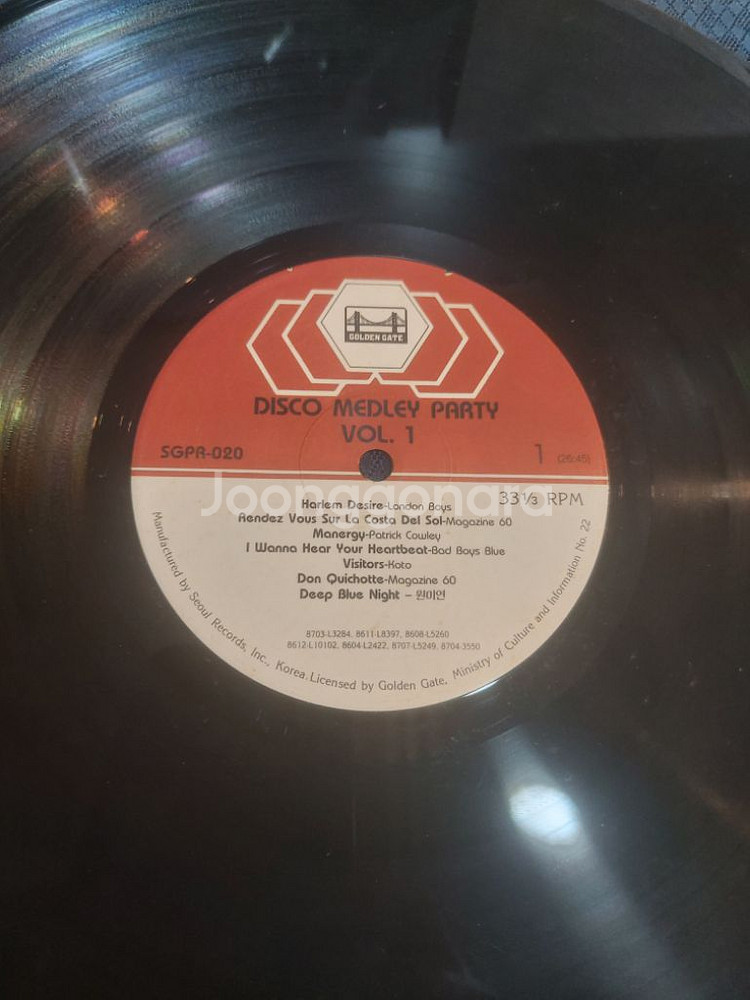 GOLDEN GATE
DISCO MEDLEY PARTY
VOL. 1
SGPR-020
1 (26:45)
33 1/3 RPM
Joonggonara
Harlem Desire-London Boys
Rendez Vous Sur La Costa Del Sol-Magazine 60
Manergy-Patrick Cowley
I Wanna Hear Your Heartbeat-Bad Boys Blue
Visitors-Koto
Don Quichotte-Magazine 60
Deep Blue Night – 원미연
8703-L3284, 8611-L8397, 8608-L5260
8612-L10102, 8604-L2422, 8707-L5249, 8704-3550
Manufactured by Seoul Records, Inc., Korea. Licensed by Golden Gate. Ministry of Culture and Information No. 22